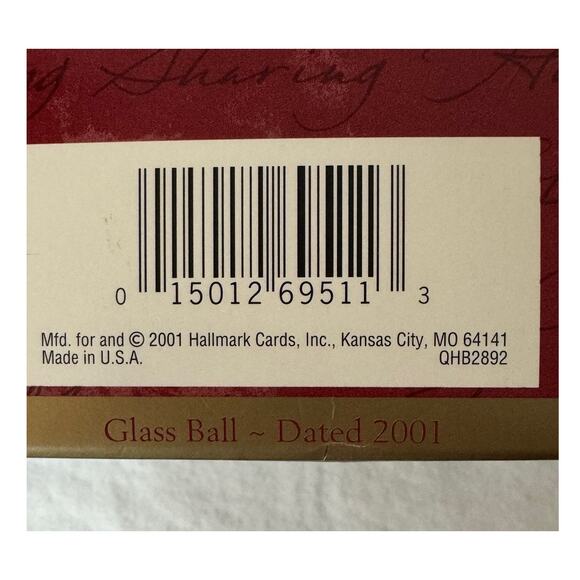 Sharing
0 15012 69511 3
Mfd. for and © 2001 Hallmark Cards, Inc., Kansas City, MO 64141
Made in U.S.A. QHB2892
Glass Ball ~ Dated 2001